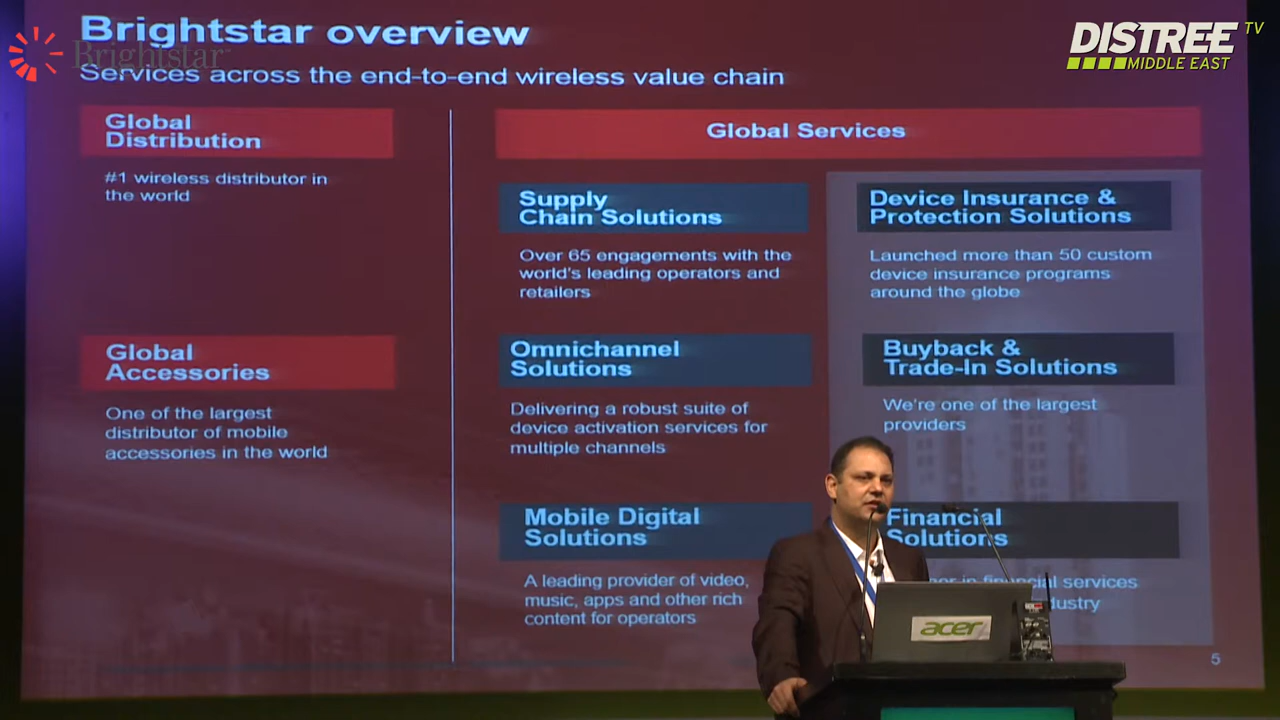 Brightstar overview
Brightstar
Services across the end-to-end wireless value chain
DISTREE TV
MIDDLE EAST
Global
Distribution
#1 wireless distributor in
the world
Global
Accessories
One of the largest
distributor of mobile
accessories in the world
Global Services
Supply
Chain Solutions
Over 65 engagements with the
world's leading operators and
retailers
Omnichannel
Solutions
Delivering a robust suite of
device activation services for
multiple channels
Mobile Digital
Solutions
A leading provider of video,
music, apps and other rich
content for operators
Device Insurance &
Protection Solutions
Launched more than 50 custom
device insurance programs
around the globe
Buyback &
Trade-In Solutions
We're one of the largest
providers
Financial
Solutions
in financial services
5
acer